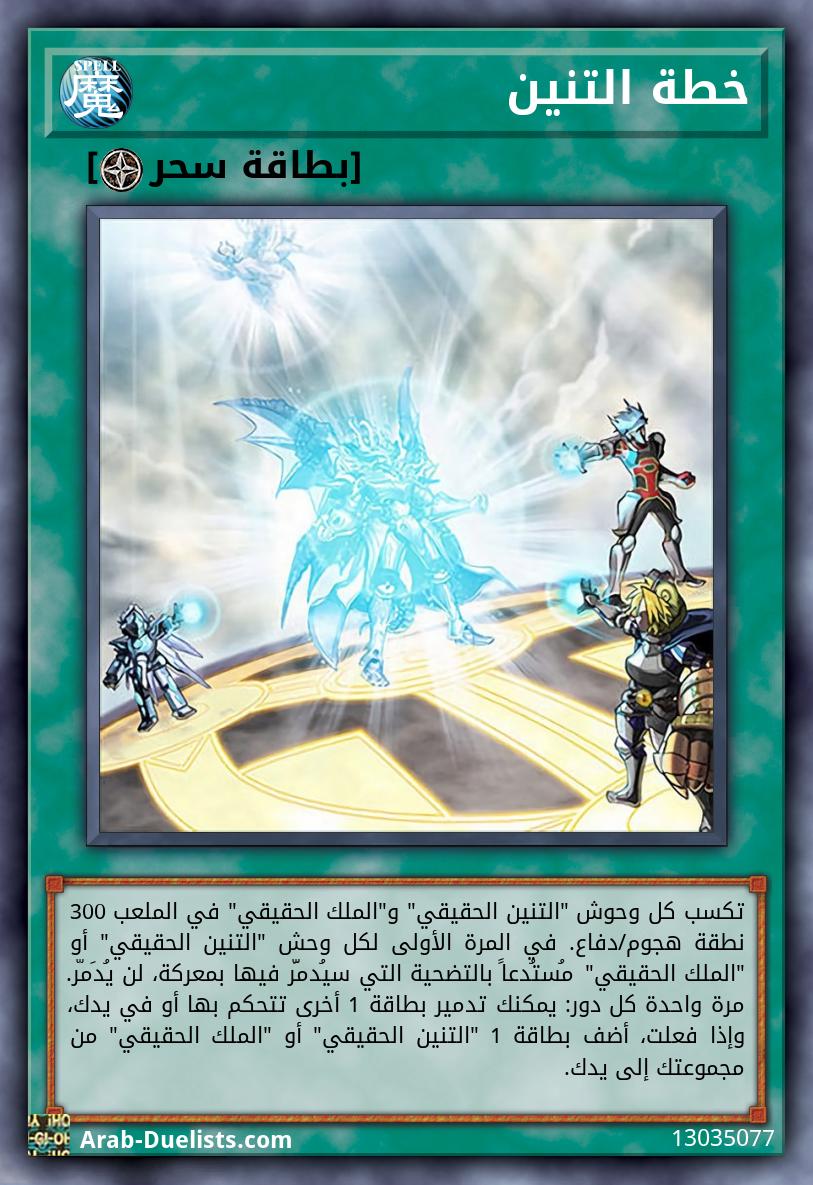 SPELL
魔
خطة التنين
[بطاقة سحر]
تكسب كل وحوش "التنين الحقيقي" و"الملك الحقيقي" في الملعب 300
نطقة هجوم/دفاع. في المرة الأولى لكل وحش "التنين الحقيقي" أو
"الملك الحقيقي" مُستدعاً بالتضحية التي سيُدمرّ فيها بمعركة، لن يُدَمرّ.
مرة واحدة كل دور: يمكنك تدمير بطاقة 1 أخرى تتحكم بها أو في يدك،
وإذا فعلت، أضف بطاقة 1 "التنين الحقيقي" أو "الملك الحقيقي" من
مجموعتك إلى يدك.
Arab-Duelists.com
13035077